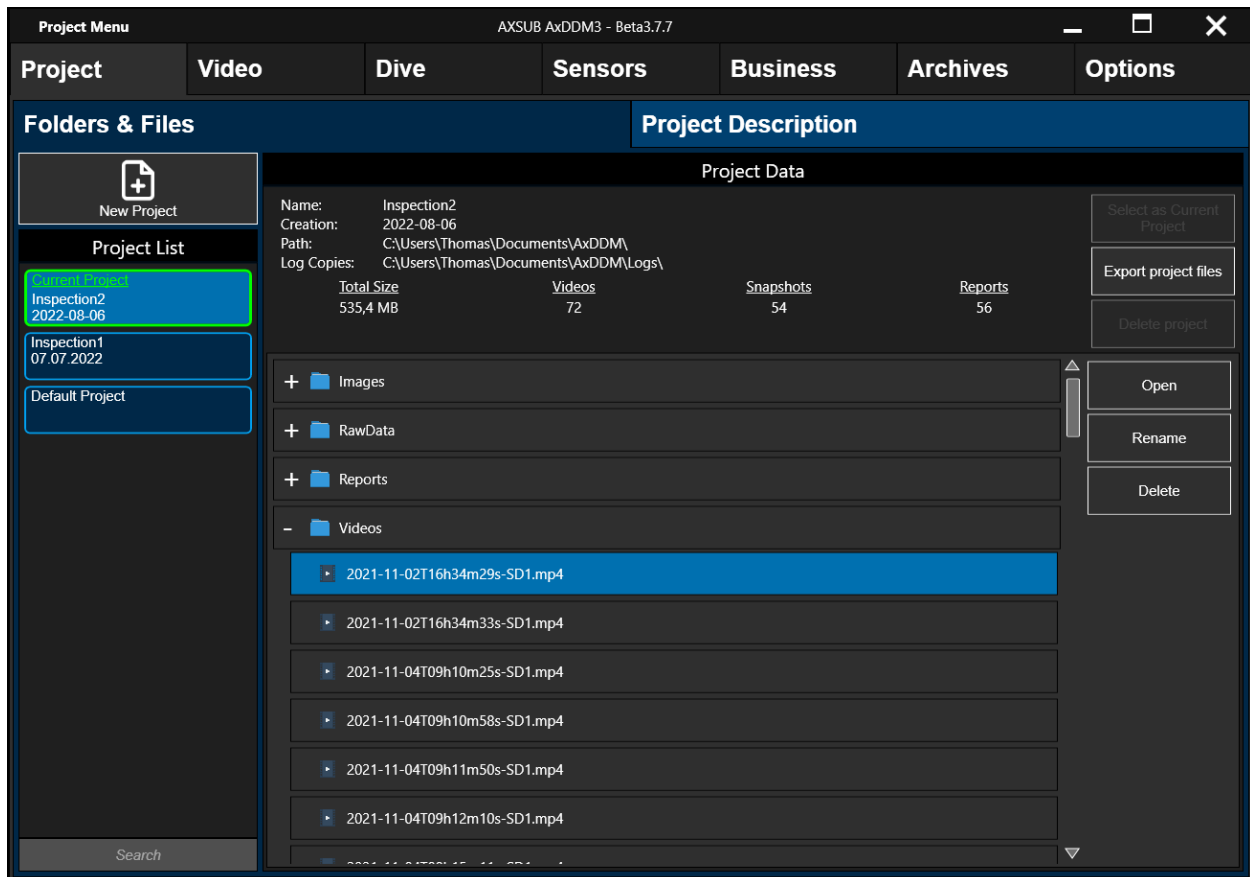 Project Menu
AXSUB AxDDM3 - Beta3.7.7
Project Video Dive Sensors Business Archives Options
Folders & Files
Project Description
New Project
Project List
Current Project
Inspection2
2022-08-06
Inspection1
07.07.2022
Default Project
Search
Project Data
Name: Inspection2
Creation: 2022-08-06
Path: C:\Users\Thomas\Documents\AxDDM\
Log Copies: C:\Users\Thomas\Documents\AxDDM\Logs\
Total Size Videos Snapshots Reports
535,4 MB 72 54 56
Select as Current
Project
Export project files
Delete project
+ Images
+ RawData
+ Reports
- Videos
2021-11-02T16h34m29s-SD1.mp4
2021-11-02T16h34m33s-SD1.mp4
2021-11-04T09h10m25s-SD1.mp4
2021-11-04T09h10m58s-SD1.mp4
2021-11-04T09h11m50s-SD1.mp4
2021-11-04T09h12m10s-SD1.mp4
Open
Rename
Delete